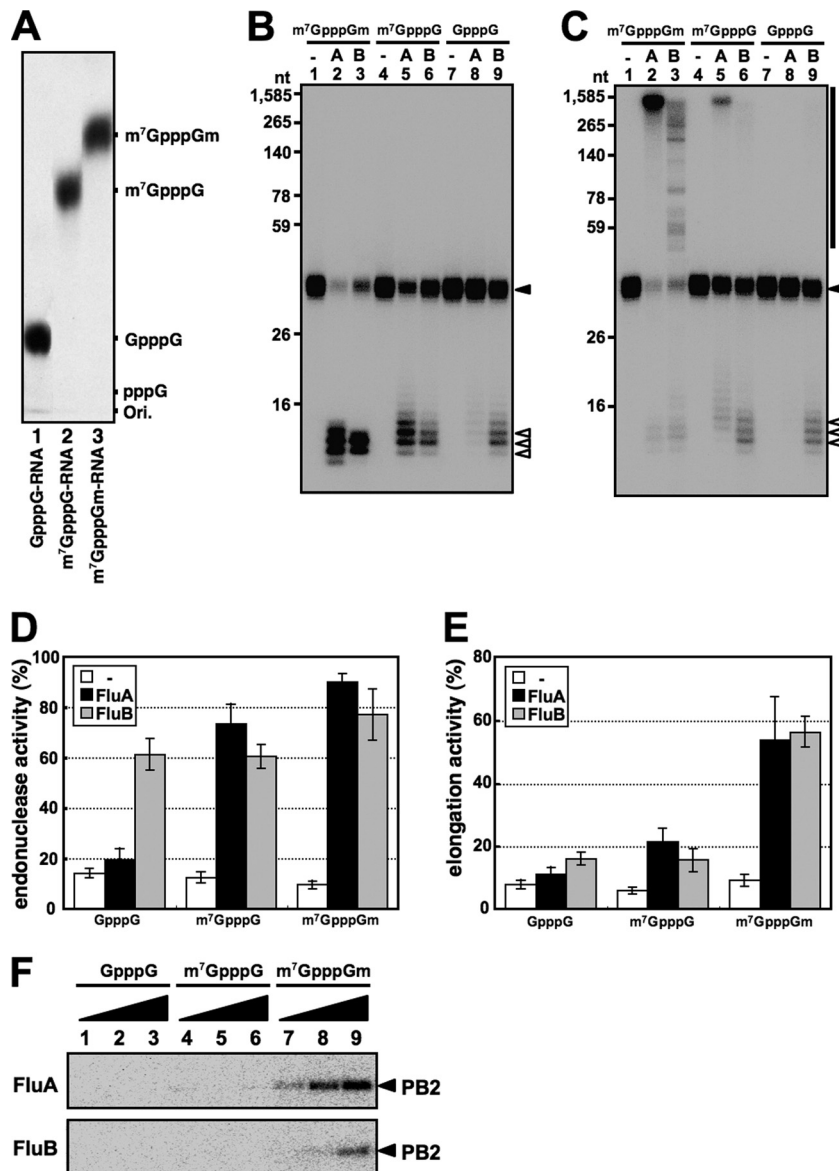 A
m⁷GpppGm
m⁷GpppG
GpppG
pppG
Ori.
1 2 3
GpppG-RNA
m⁷GpppG-RNA
m⁷GpppGm-RNA
B
m⁷GpppGm m⁷GpppG GpppG
- A B - A B - A B
nt 1 2 3 4 5 6 7 8 9
1,585
265
140
78
59
26
16
C
m⁷GpppGm m⁷GpppG GpppG
- A B - A B - A B
nt 1 2 3 4 5 6 7 8 9
1,585
265
140
78
59
26
16
D
endonuclease activity (%)
100
80
60
40
20
0
-
FluA
FluB
GpppG m⁷GpppG m⁷GpppGm
E
elongation activity (%)
80
60
40
20
0
-
FluA
FluB
GpppG m⁷GpppG m⁷GpppGm
F
GpppG m⁷GpppG m⁷GpppGm
1 2 3 4 5 6 7 8 9
FluA PB2
FluB PB2